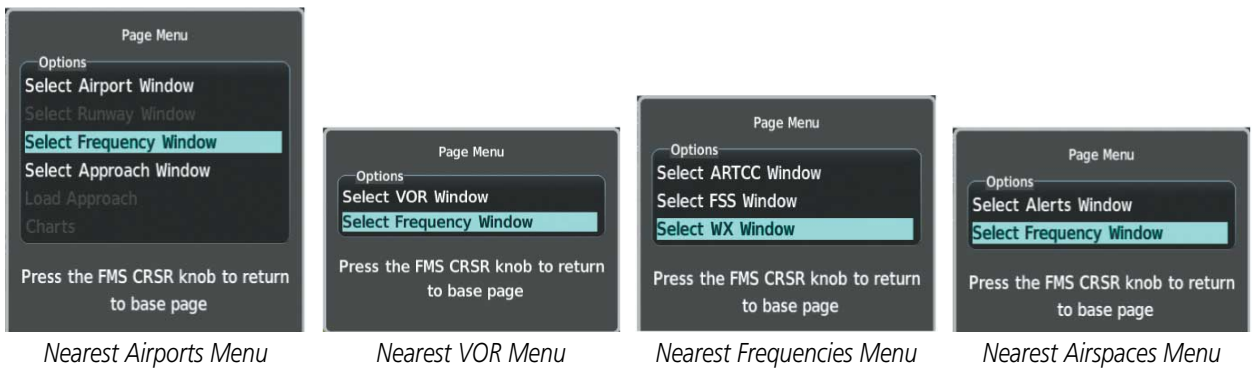 Page Menu
Options
Select Airport Window
Select Runway Window
Select Frequency Window
Select Approach Window
Load Approach
Charts
Press the FMS CRSR knob to return
to base page
Nearest Airports Menu
Page Menu
Options
Select VOR Window
Select Frequency Window
Press the FMS CRSR knob to return
to base page
Nearest VOR Menu
Page Menu
Options
Select ARTCC Window
Select FSS Window
Select WX Window
Press the FMS CRSR knob to return
to base page
Nearest Frequencies Menu
Page Menu
Options
Select Alerts Window
Select Frequency Window
Press the FMS CRSR knob to return
to base page
Nearest Airspaces Menu